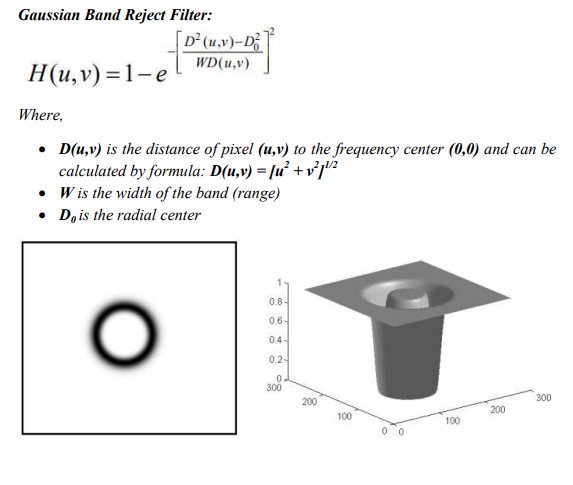 Gaussian Band Reject Filter:
H(u,v) = 1 − e^−[(D²(u,v)−D₀²)/(WD(u,v))]²
Where,
• D(u,v) is the distance of pixel (u,v) to the frequency center (0,0) and can be
calculated by formula: D(u,v) = [u² + v²]^1/2
• W is the width of the band (range)
• D₀ is the radial center
1
0.8
0.6
0.4
0.2
0
300
200
100
0
0
100
200
300